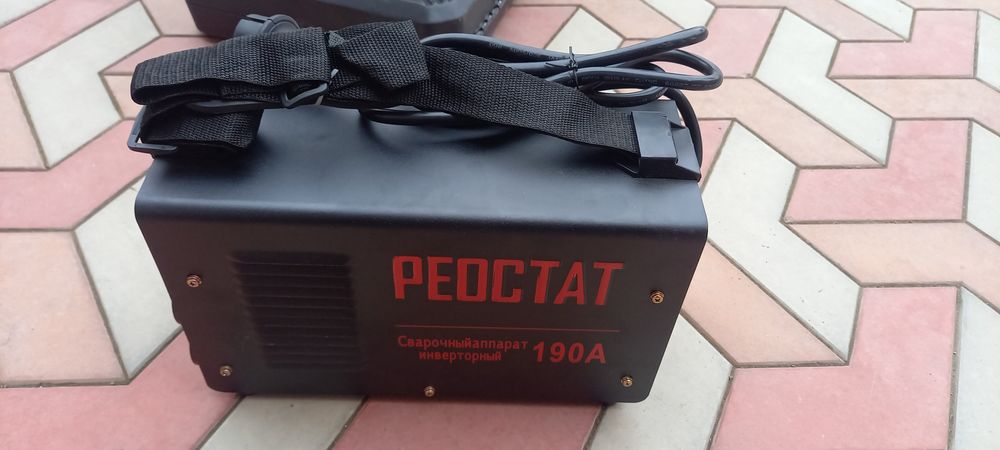 РЕОСТАТ
Сварочныйаппарат
инверторный 190А